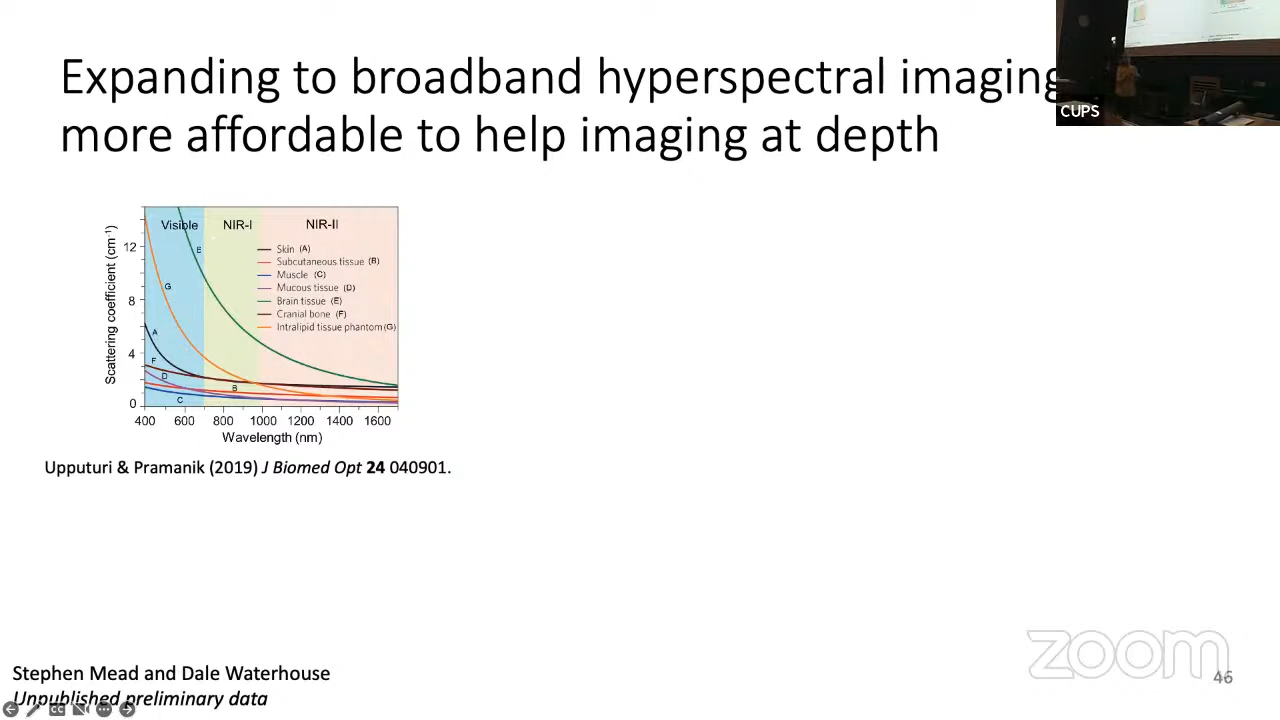 Expanding to broadband hyperspectral imaging
more affordable to help imaging at depth
CUPS
Visible
NIR-I
NIR-II
Scattering coefficient (cm-1)
12
8
4
0
E
G
A
F
D
B
C
Skin (A)
Subcutaneous tissue (B)
Muscle (C)
Mucous tissue (D)
Brain tissue (E)
Cranial bone (F)
Intralipid tissue phantom(G)
400 600 800 1000 1200 1400 1600
Wavelength (nm)
Upputuri & Pramanik (2019) J Biomed Opt 24 040901.
Stephen Mead and Dale Waterhouse
Unpublished preliminary data
CC
zoom
46